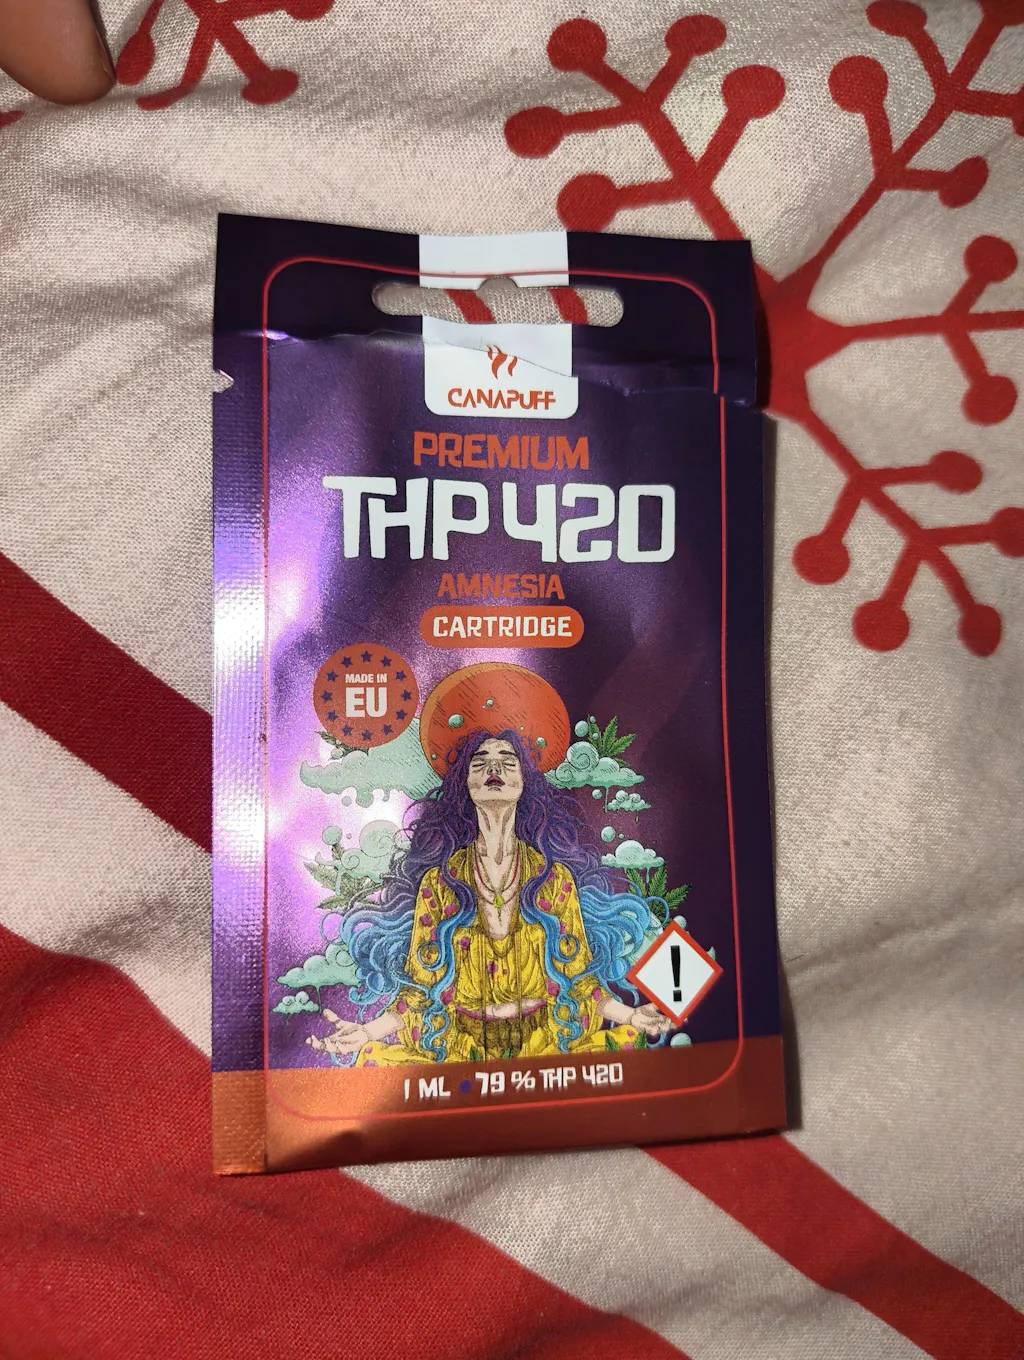 CANAPUFF
PREMIUM
THP 420
AMNESIA
CARTRIDGE
MADE IN
EU
!
1 ML • 79 % THP 420